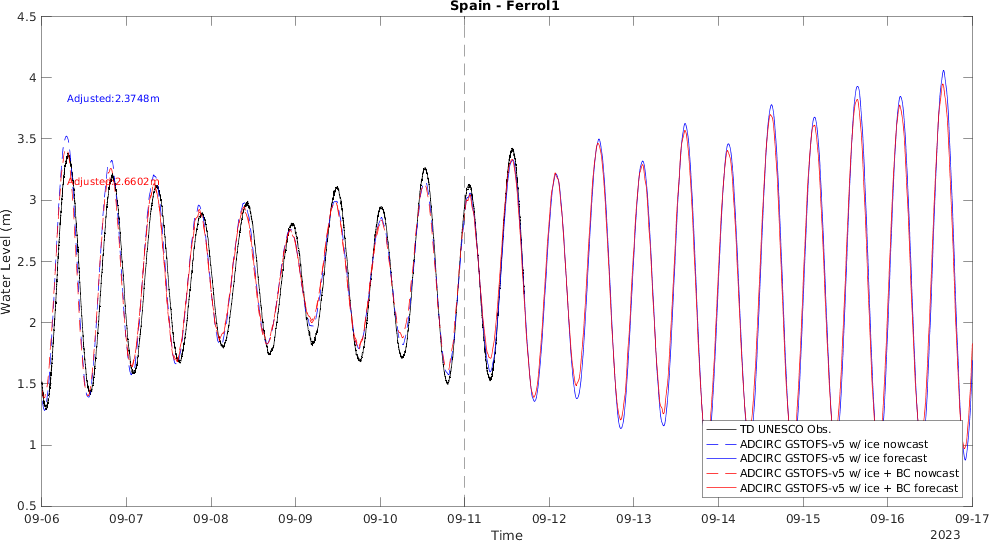 Spain - Ferrol1
4.5
4
3.5
3
2.5
2
1.5
1
0.5
Water Level (m)
Adjusted:2.3748m
Adjusted:2.6602m
TD UNESCO Obs.
ADCIRC GSTOFS-v5 w/ ice nowcast
ADCIRC GSTOFS-v5 w/ ice forecast
ADCIRC GSTOFS-v5 w/ ice + BC nowcast
ADCIRC GSTOFS-v5 w/ ice + BC forecast
09-06 09-07 09-08 09-09 09-10 09-11 09-12 09-13 09-14 09-15 09-16 09-17
Time
2023